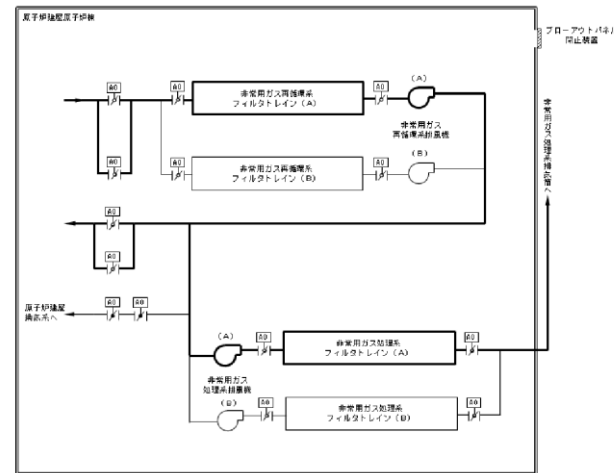 原子炉建屋原子炉棟
ブローアウトパネル
閉止装置
AO
AO
AO
(A)
非常用ガス再循環系
フィルタトレイン(A)
非常用ガス
再循環系排風機
AO
AO
AO
(B)
非常用ガス再循環系
フィルタトレイン(B)
非常用ガス処理系排気筒へ
AO
AO
AO
AO
原子炉建屋
換気系へ
(A)
AO
非常用ガス処理系
フィルタトレイン(A)
AO
非常用ガス
処理系排風機
(B)
AO
非常用ガス処理系
フィルタトレイン(B)
AO